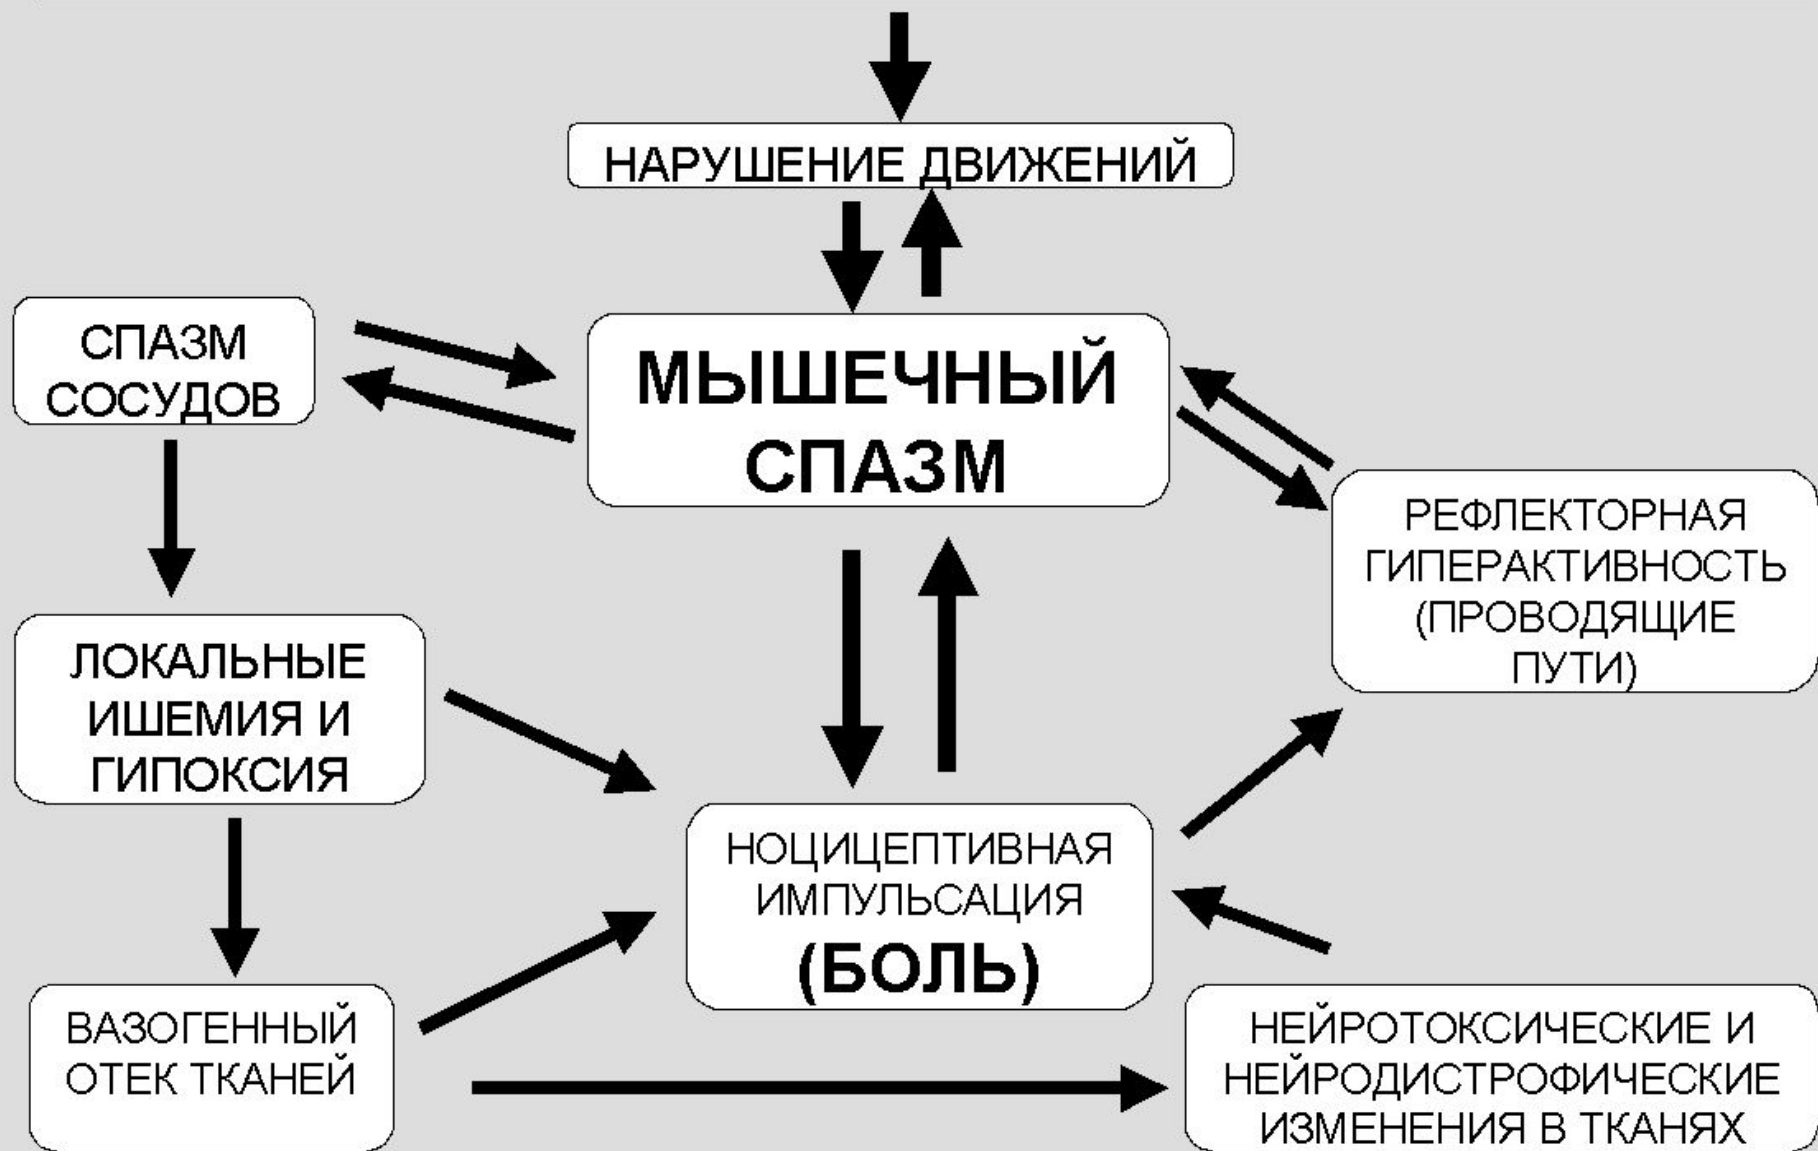 НАРУШЕНИЕ ДВИЖЕНИЙ
СПАЗМ
СОСУДОВ
МЫШЕЧНЫЙ
СПАЗМ
РЕФЛЕКТОРНАЯ
ГИПЕРАКТИВНОСТЬ
(ПРОВОДЯЩИЕ
ПУТИ)
ЛОКАЛЬНЫЕ
ИШЕМИЯ И
ГИПОКСИЯ
НОЦИЦЕПТИВНАЯ
ИМПУЛЬСАЦИЯ
(БОЛЬ)
ВАЗОГЕННЫЙ
ОТЕК ТКАНЕЙ
НЕЙРОТОКСИЧЕСКИЕ И
НЕЙРОДИСТРОФИЧЕСКИЕ
ИЗМЕНЕНИЯ В ТКАНЯХ